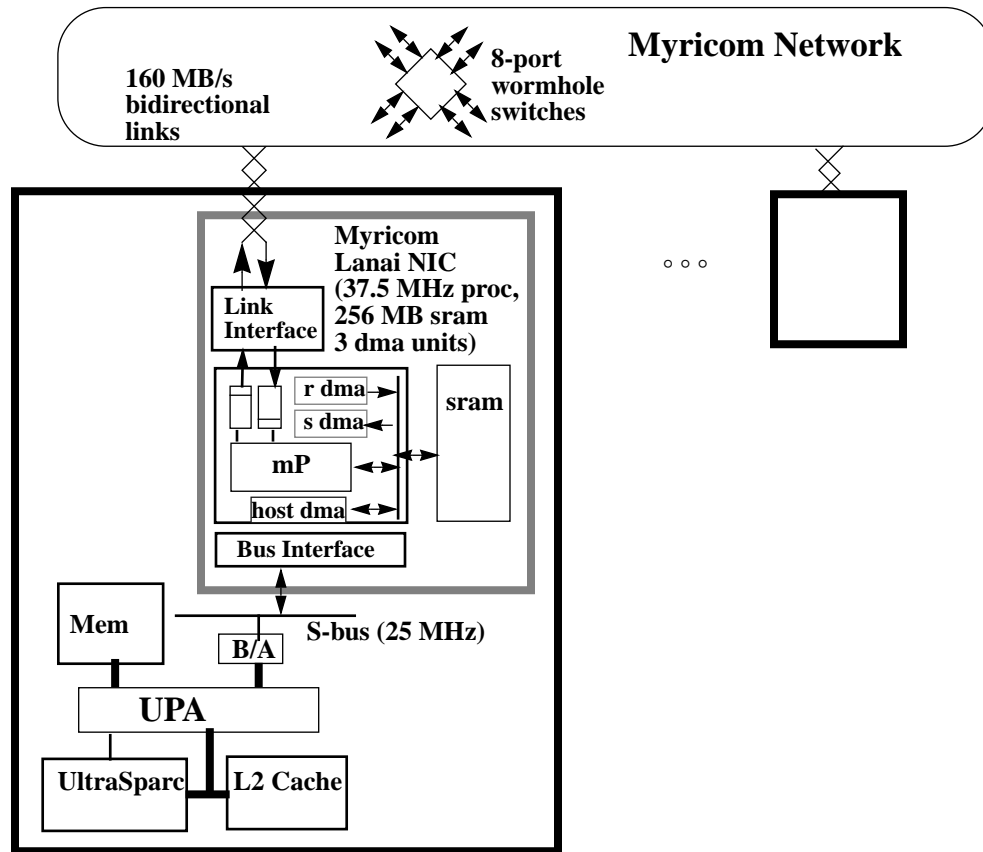 Myricom Network
160 MB/s
bidirectional
links
8-port
wormhole
switches
Myricom
Lanai NIC
(37.5 MHz proc,
256 MB sram
3 dma units)
Link
Interface
r dma
s dma
sram
mP
host dma
Bus Interface
S-bus (25 MHz)
Mem
B/A
UPA
UltraSparc
L2 Cache